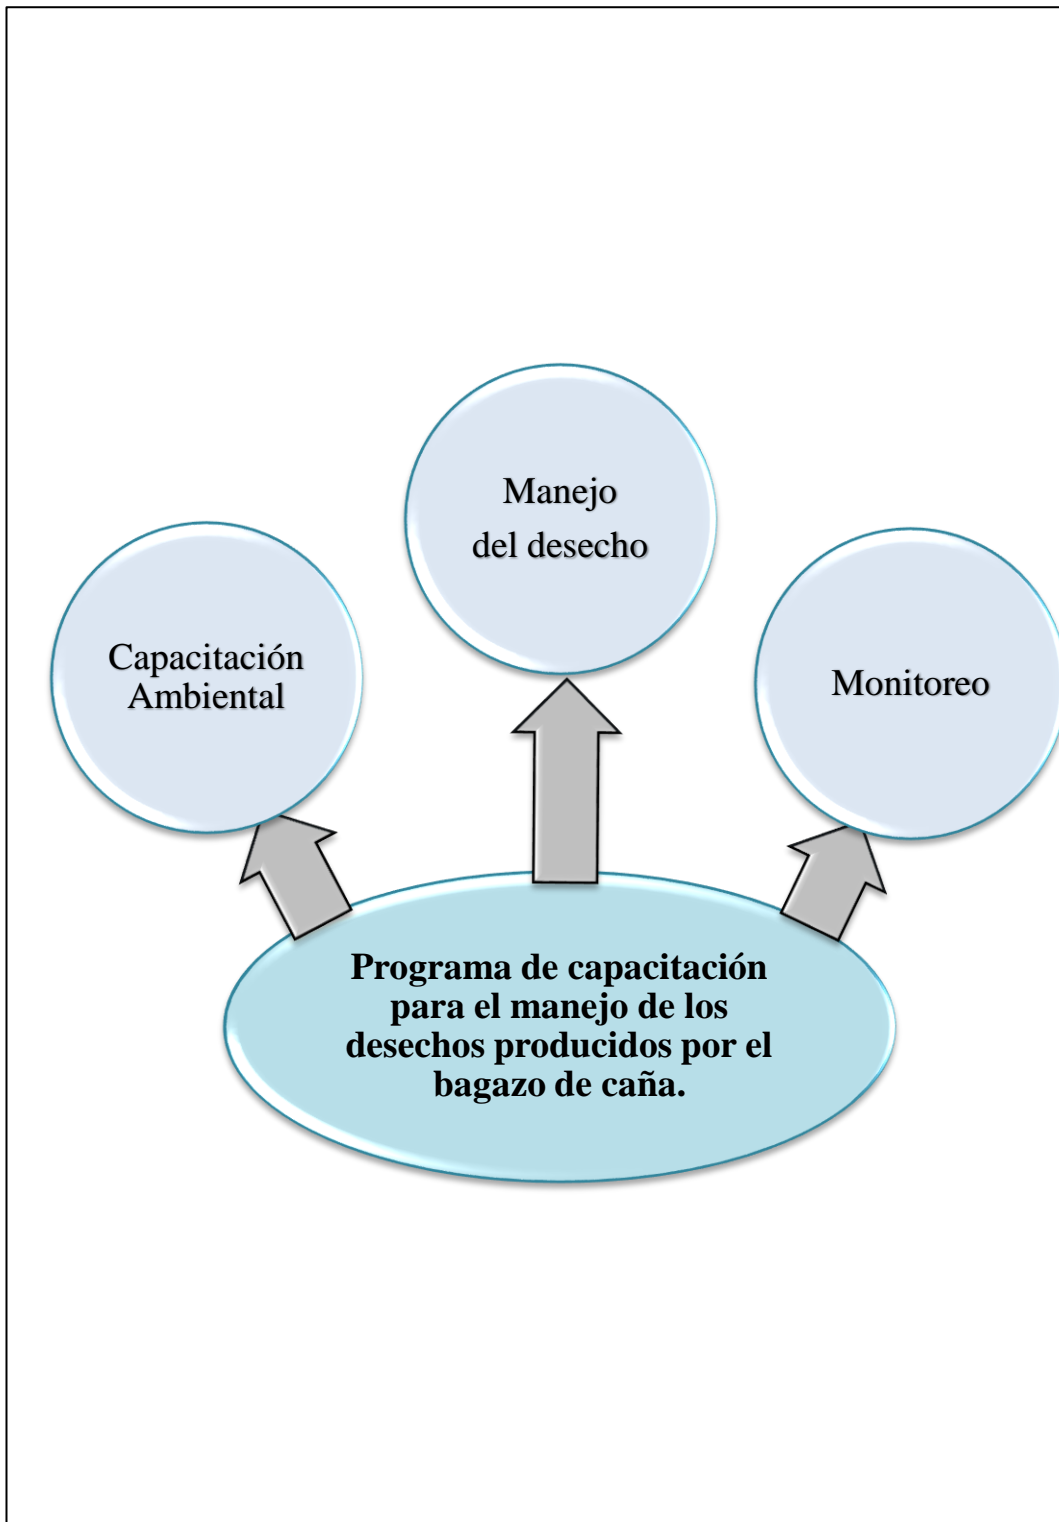 Manejo
del desecho
Capacitación
Ambiental
Monitoreo
Programa de capacitación
para el manejo de los
desechos producidos por el
bagazo de caña.